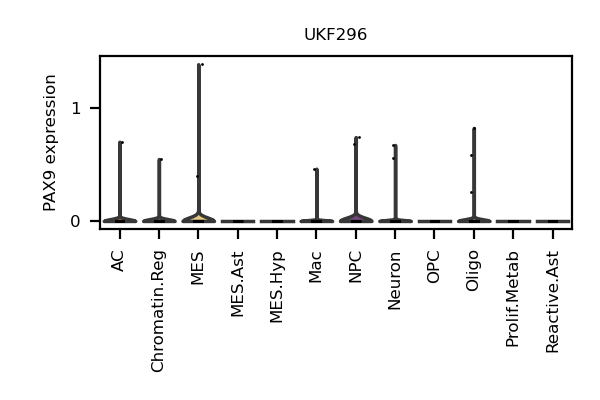 UKF296
PAX9 expression
1
0
AC
Chromatin.Reg
MES
MES.Ast
MES.Hyp
Mac
NPC
Neuron
OPC
Oligo
Prolif.Metab
Reactive.Ast